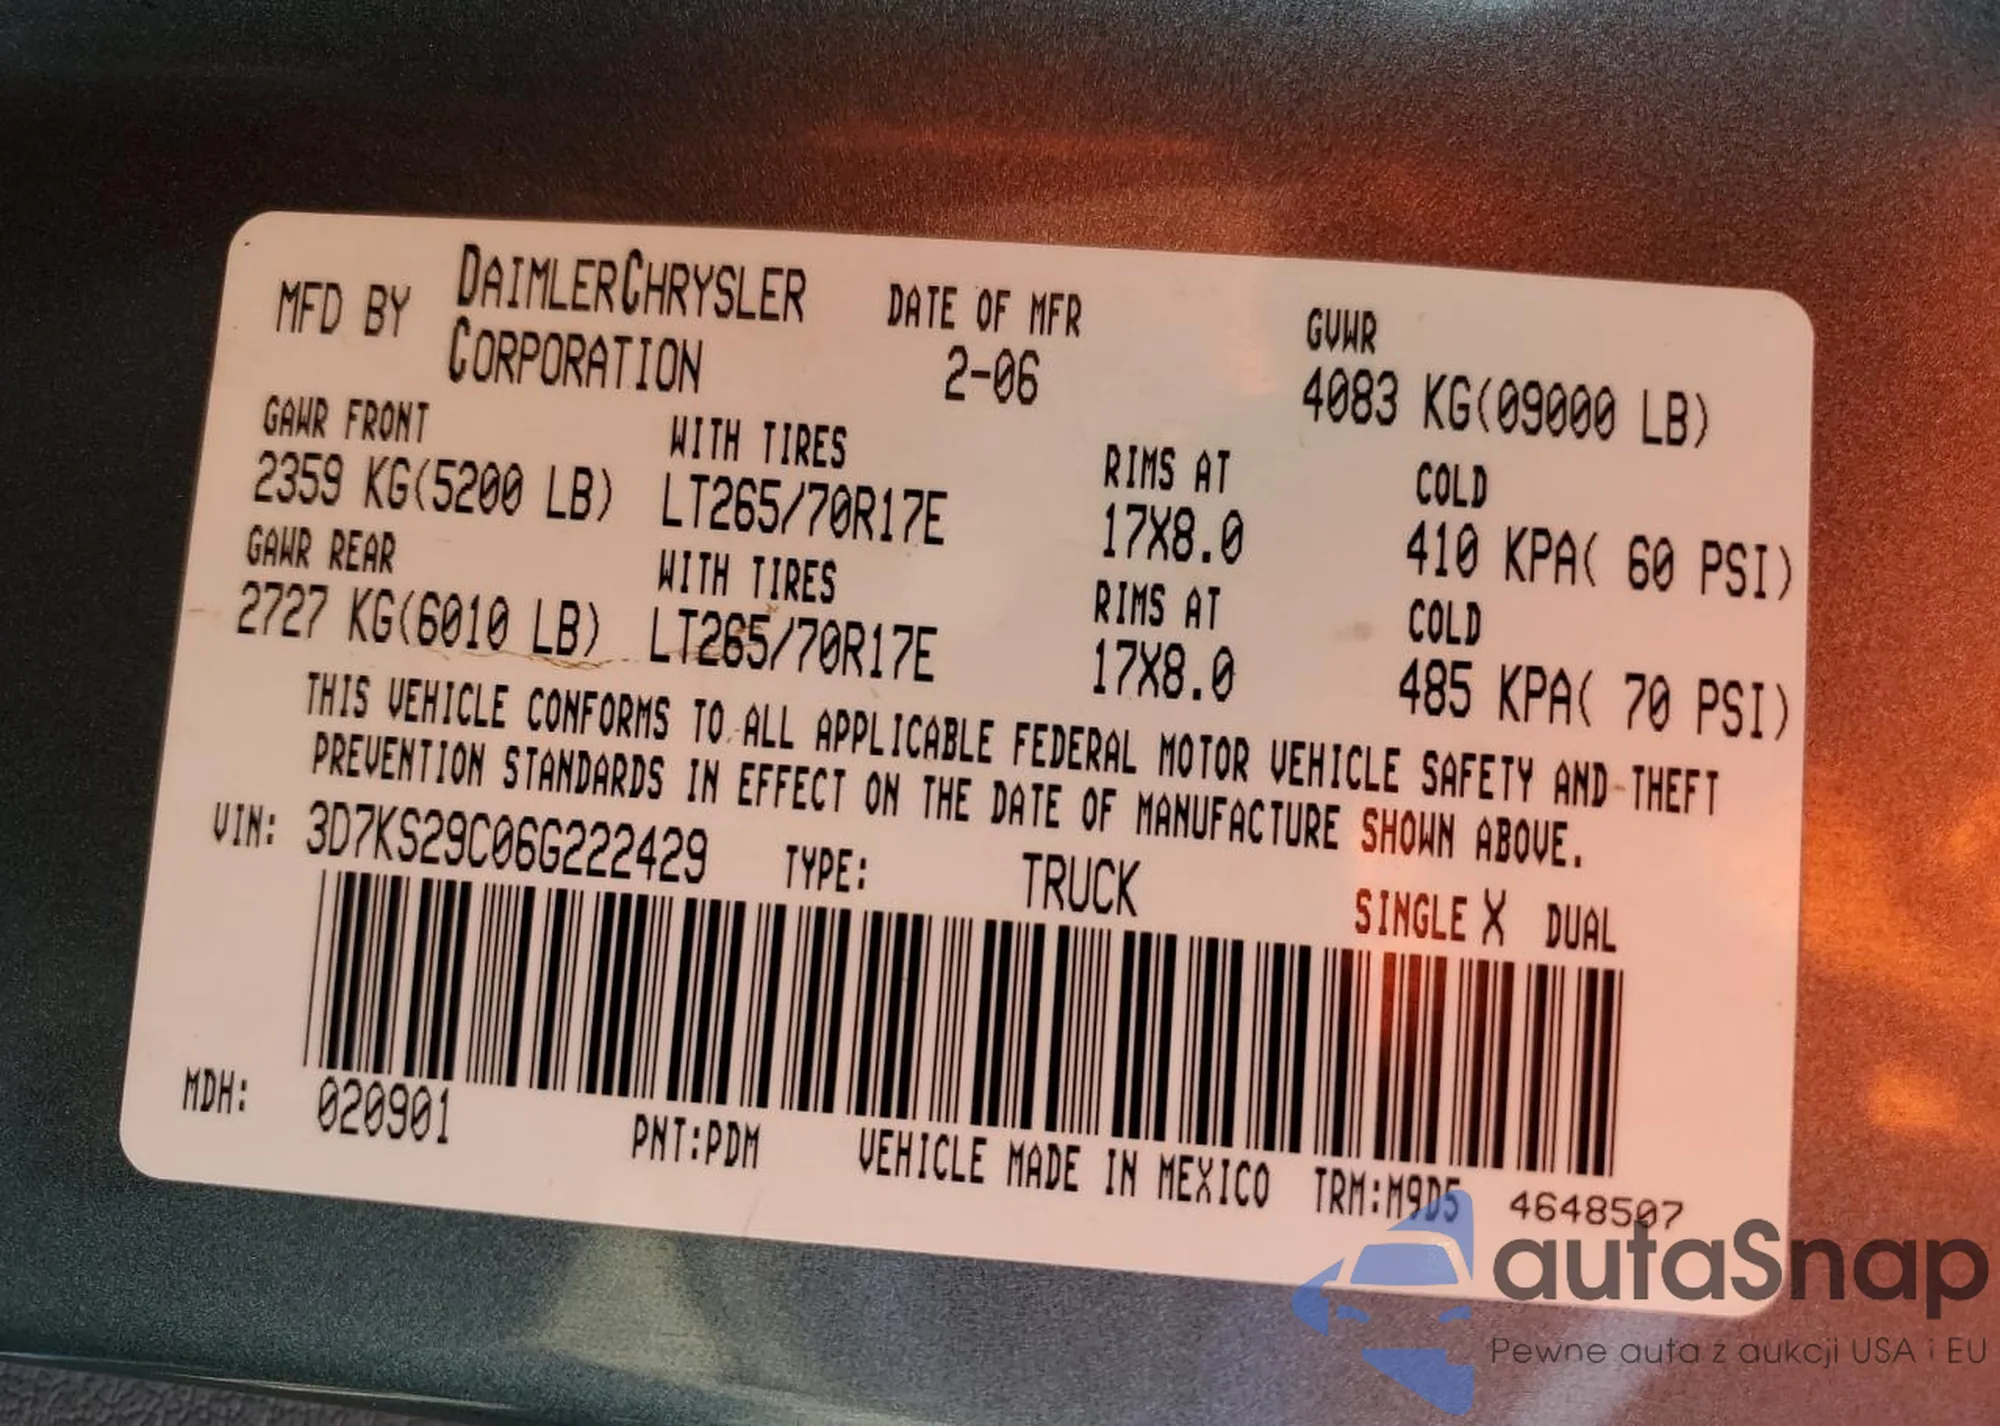 MFD BY DAIMLERCHRYSLER CORPORATION DATE OF MFR 2-06 GVWR 4083 KG(09000 LB)
GAWR FRONT WITH TIRES RIMS AT COLD
2359 KG(5200 LB) LT265/70R17E 17X8.0 410 KPA( 60 PSI)
GAWR REAR WITH TIRES RIMS AT COLD
2727 KG(6010 LB) LT265/70R17E 17X8.0 485 KPA( 70 PSI)
THIS VEHICLE CONFORMS TO ALL APPLICABLE FEDERAL MOTOR VEHICLE SAFETY AND THEFT
PREVENTION STANDARDS IN EFFECT ON THE DATE OF MANUFACTURE SHOWN ABOVE.
VIN: 3D7KS29C06G222429 TYPE: TRUCK SINGLE X DUAL
MDH: 020901 PNT:PDM VEHICLE MADE IN MEXICO TRM:M9D5 4648507
autaSnap
Pewne auta z aukcji USA i EU